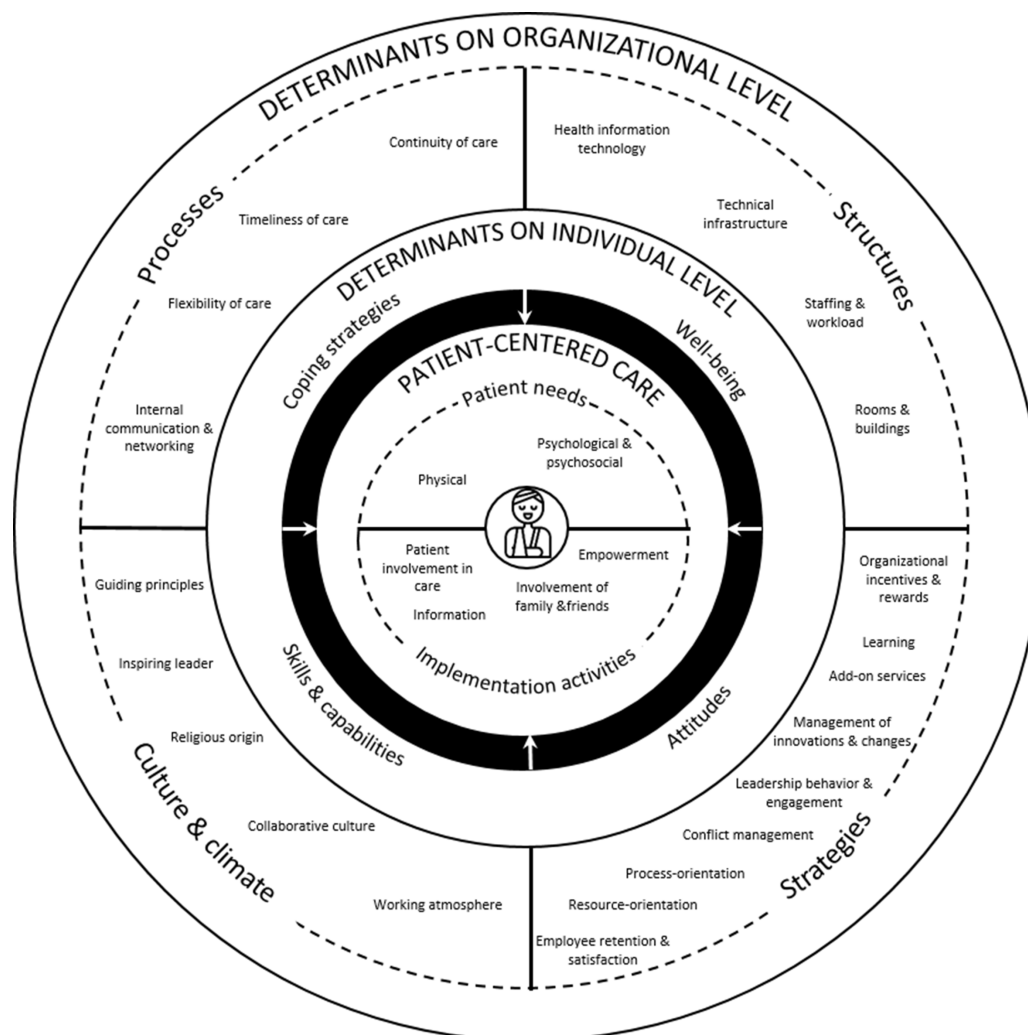 DETERMINANTS ON ORGANIZATIONAL LEVEL
Processes
Continuity of care
Timeliness of care
Flexibility of care
Internal
communication &
networking
Structures
Health information
technology
Technical
infrastructure
Staffing &
workload
Rooms &
buildings
DETERMINANTS ON INDIVIDUAL LEVEL
Coping strategies
Well-being
PATIENT-CENTERED CARE
Patient needs
Physical
Psychological &
psychosocial
Patient
involvement in
care
Information
Involvement of
family &friends
Empowerment
Implementation activities
Skills & capabilities
Attitudes
Guiding principles
Inspiring leader
Religious origin
Collaborative culture
Working atmosphere
Culture & climate
Organizational
incentives &
rewards
Learning
Add-on services
Management of
innovations & changes
Leadership behavior &
engagement
Conflict management
Process-orientation
Resource-orientation
Employee retention &
satisfaction
Strategies